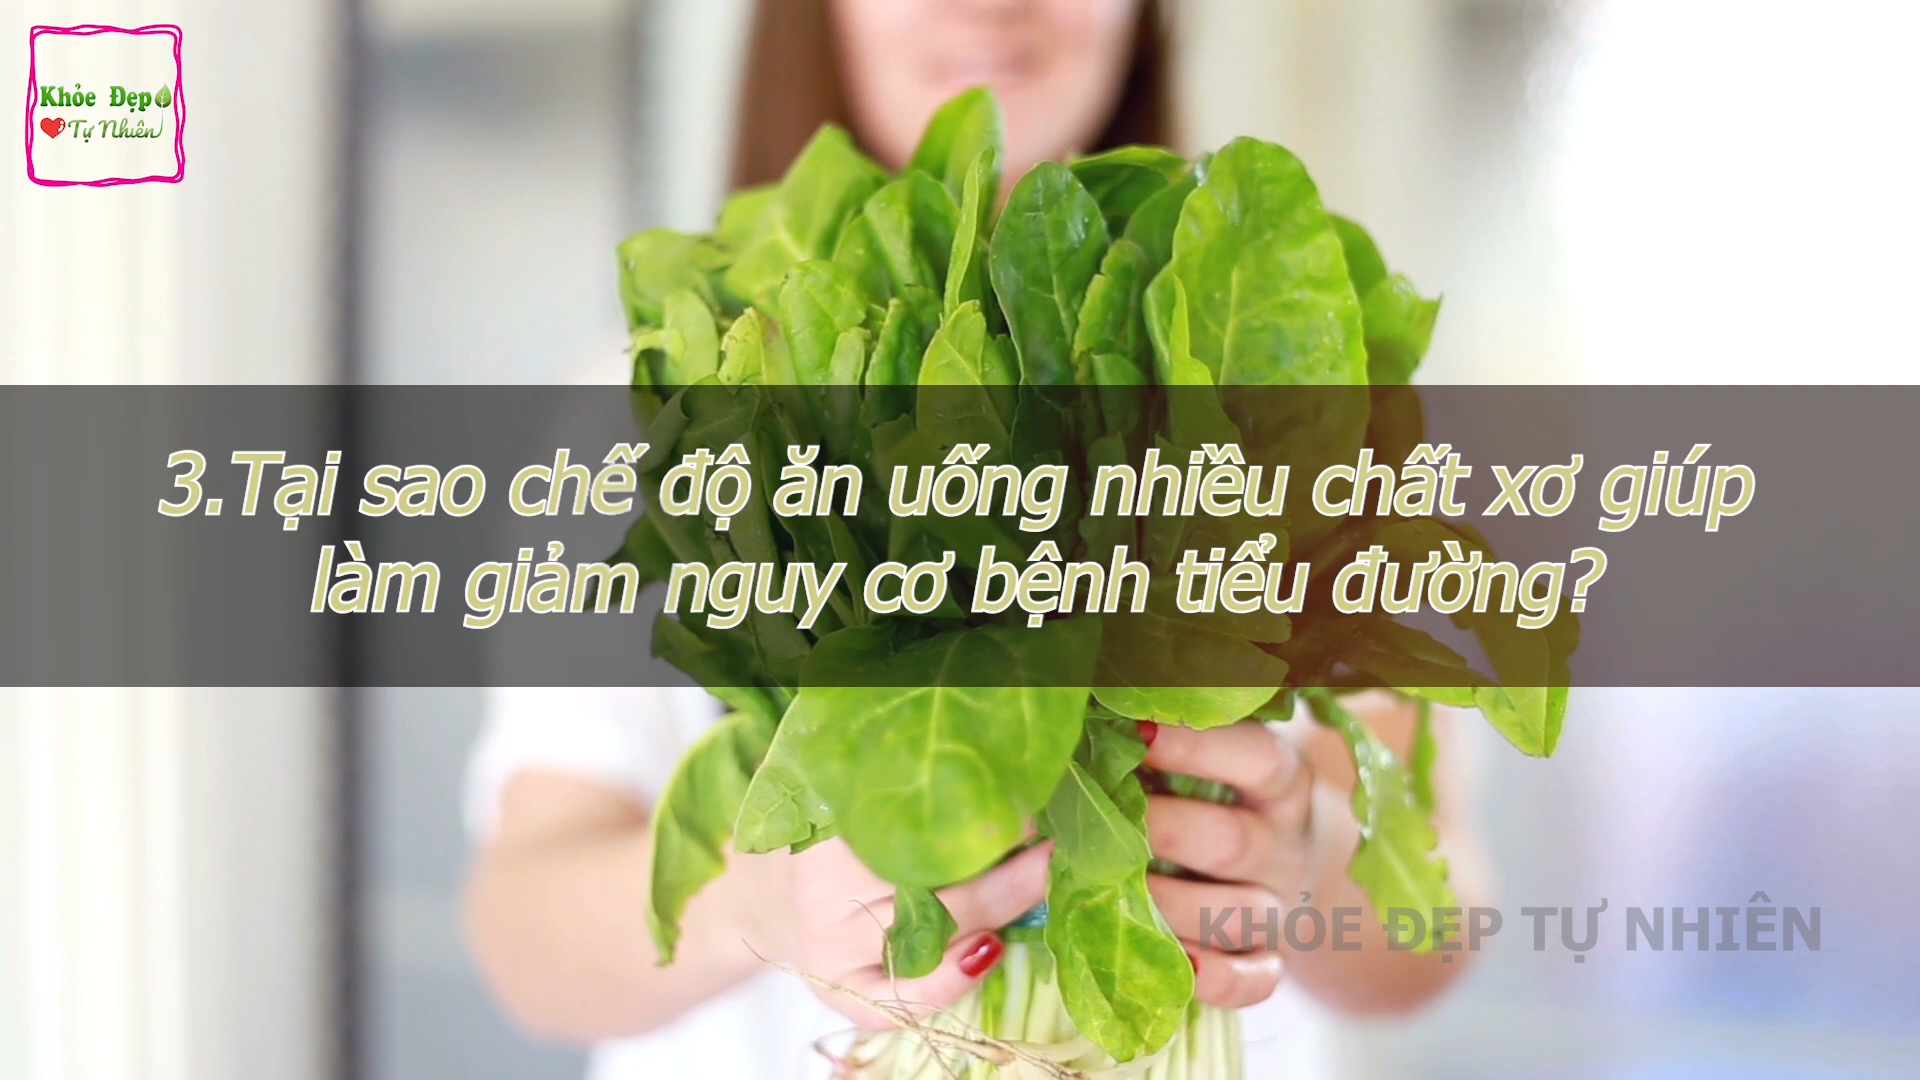 Khỏe Đẹp
Tự Nhiên
3.Tại sao chế độ ăn uống nhiều chất xơ giúp
làm giảm nguy cơ bệnh tiểu đường?
KHỎE ĐẸP TỰ NHIÊN